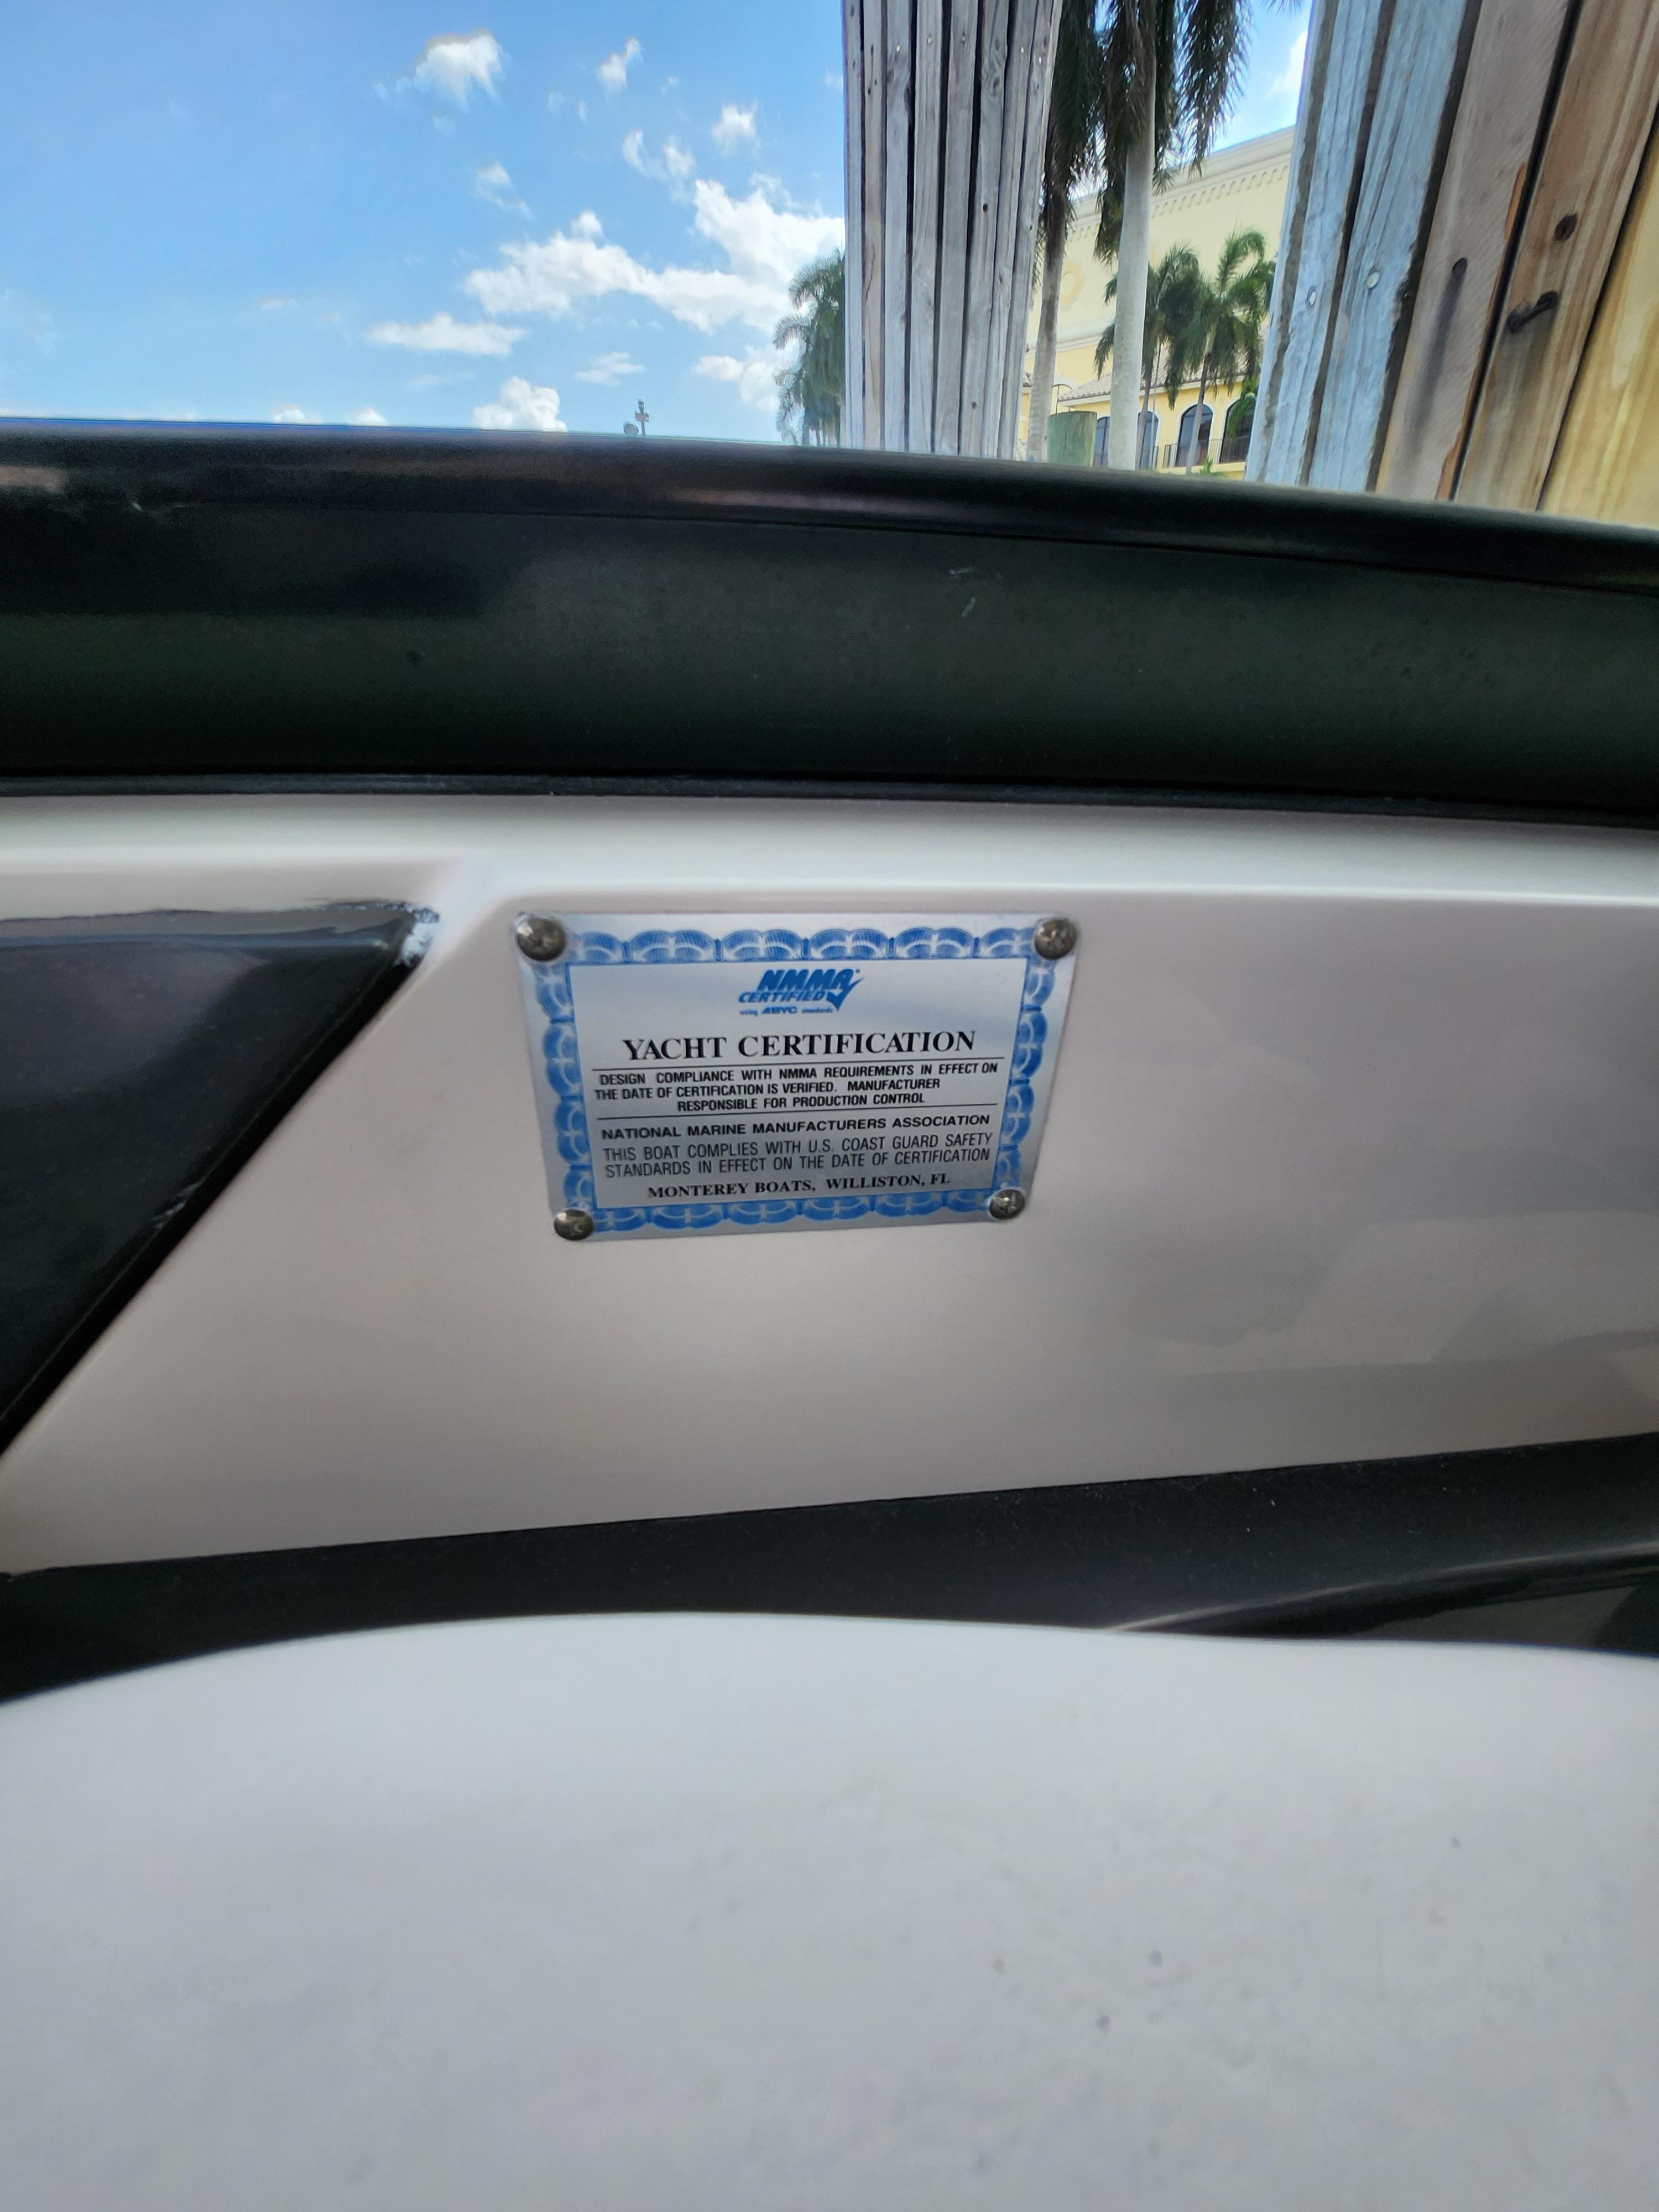 NMMA®
CERTIFIED
using ABYC standards
YACHT CERTIFICATION
DESIGN COMPLIANCE WITH NMMA REQUIREMENTS IN EFFECT ON
THE DATE OF CERTIFICATION IS VERIFIED. MANUFACTURER
RESPONSIBLE FOR PRODUCTION CONTROL
NATIONAL MARINE MANUFACTURERS ASSOCIATION
THIS BOAT COMPLIES WITH U.S. COAST GUARD SAFETY
STANDARDS IN EFFECT ON THE DATE OF CERTIFICATION
MONTEREY BOATS, WILLISTON, FL